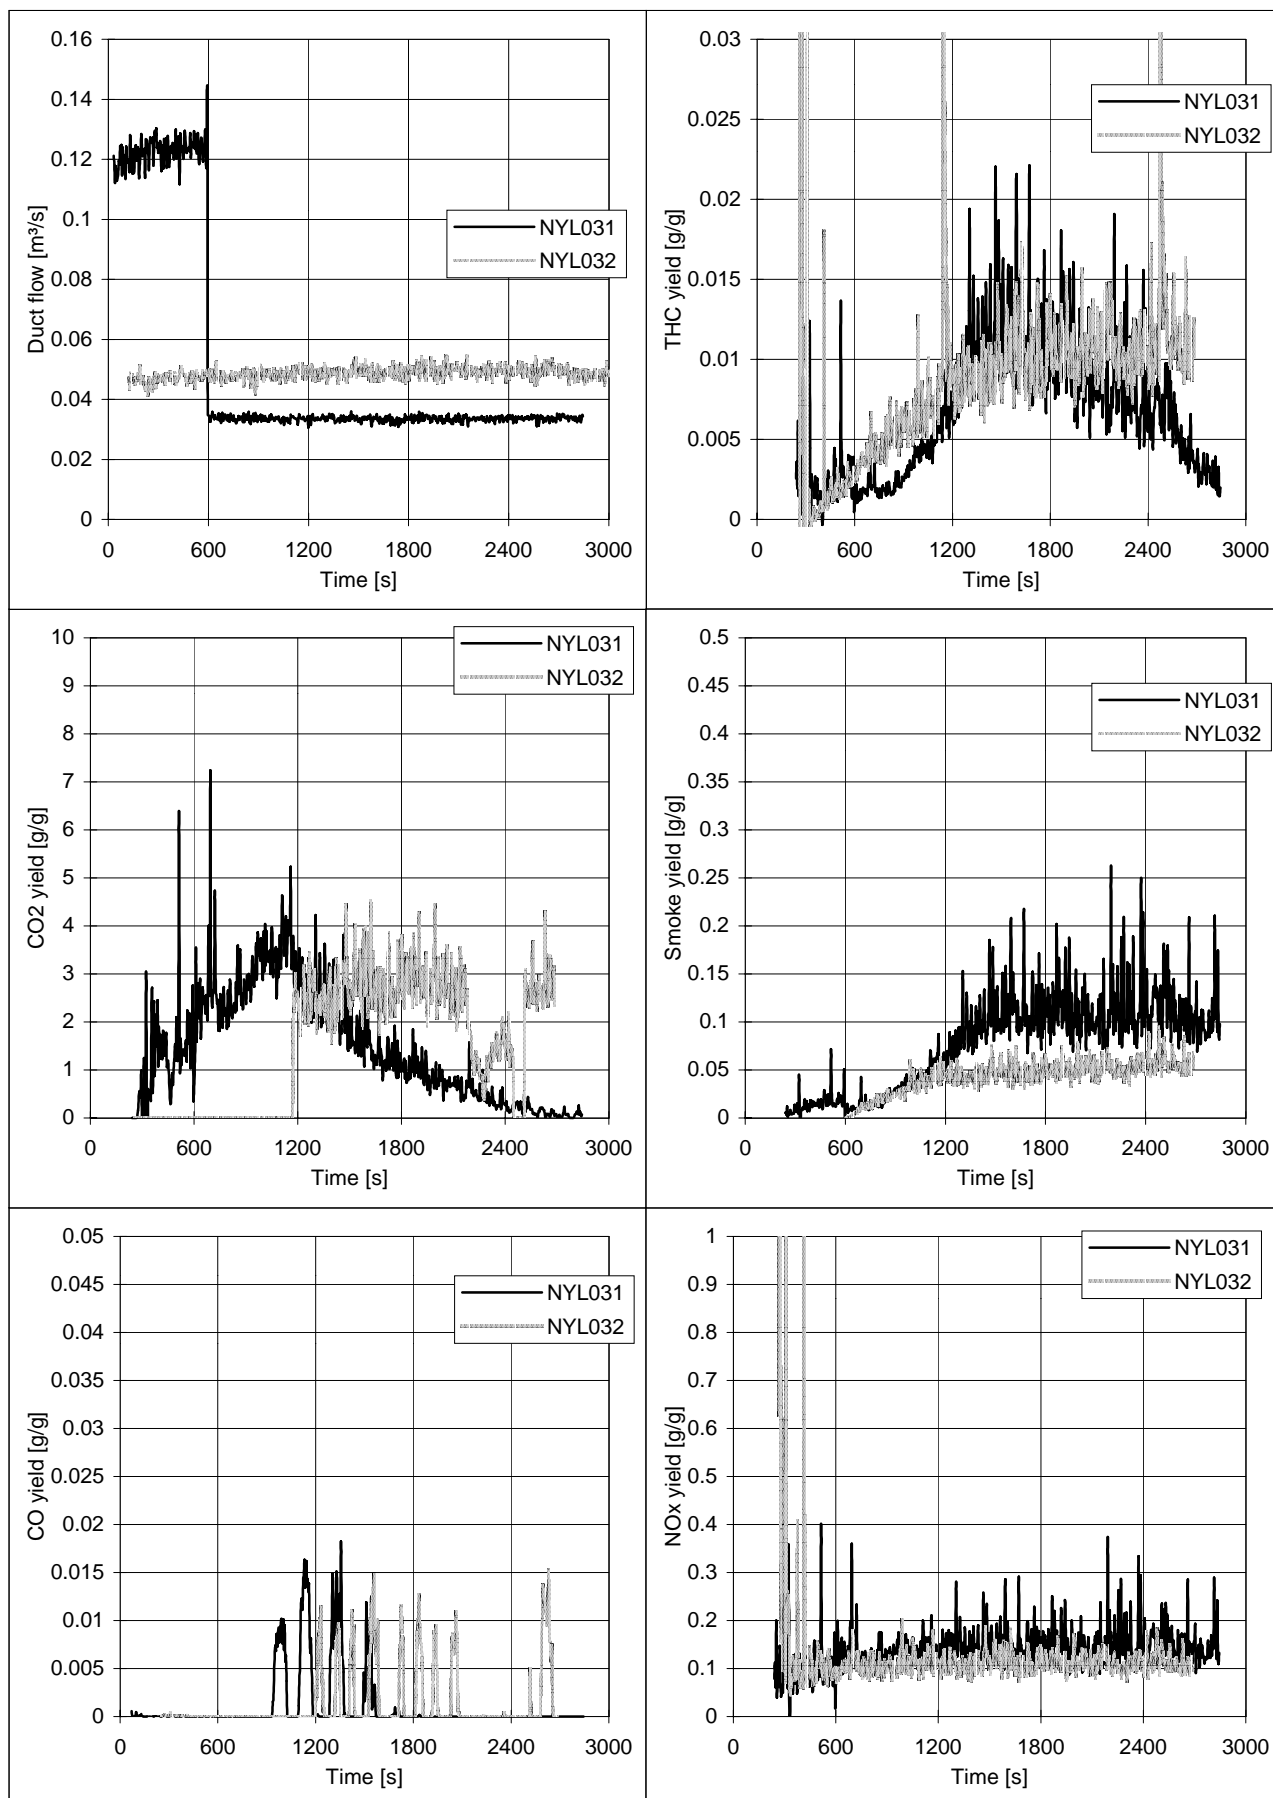 0.16
0.14
0.12
0.1
0.08
0.06
0.04
0.02
0
0 600 1200 1800 2400 3000
Time [s]
Duct flow [m³/s]
NYL031
NYL032
0.03
0.025
0.02
0.015
0.01
0.005
0
0 600 1200 1800 2400 3000
Time [s]
THC yield [g/g]
NYL031
NYL032
10
9
8
7
6
5
4
3
2
1
0
0 600 1200 1800 2400 3000
Time [s]
CO2 yield [g/g]
NYL031
NYL032
0.5
0.45
0.4
0.35
0.3
0.25
0.2
0.15
0.1
0.05
0
0 600 1200 1800 2400 3000
Time [s]
Smoke yield [g/g]
NYL031
NYL032
0.05
0.045
0.04
0.035
0.03
0.025
0.02
0.015
0.01
0.005
0
0 600 1200 1800 2400 3000
Time [s]
CO yield [g/g]
NYL031
NYL032
1
0.9
0.8
0.7
0.6
0.5
0.4
0.3
0.2
0.1
0
0 600 1200 1800 2400 3000
Time [s]
NOx yield [g/g]
NYL031
NYL032